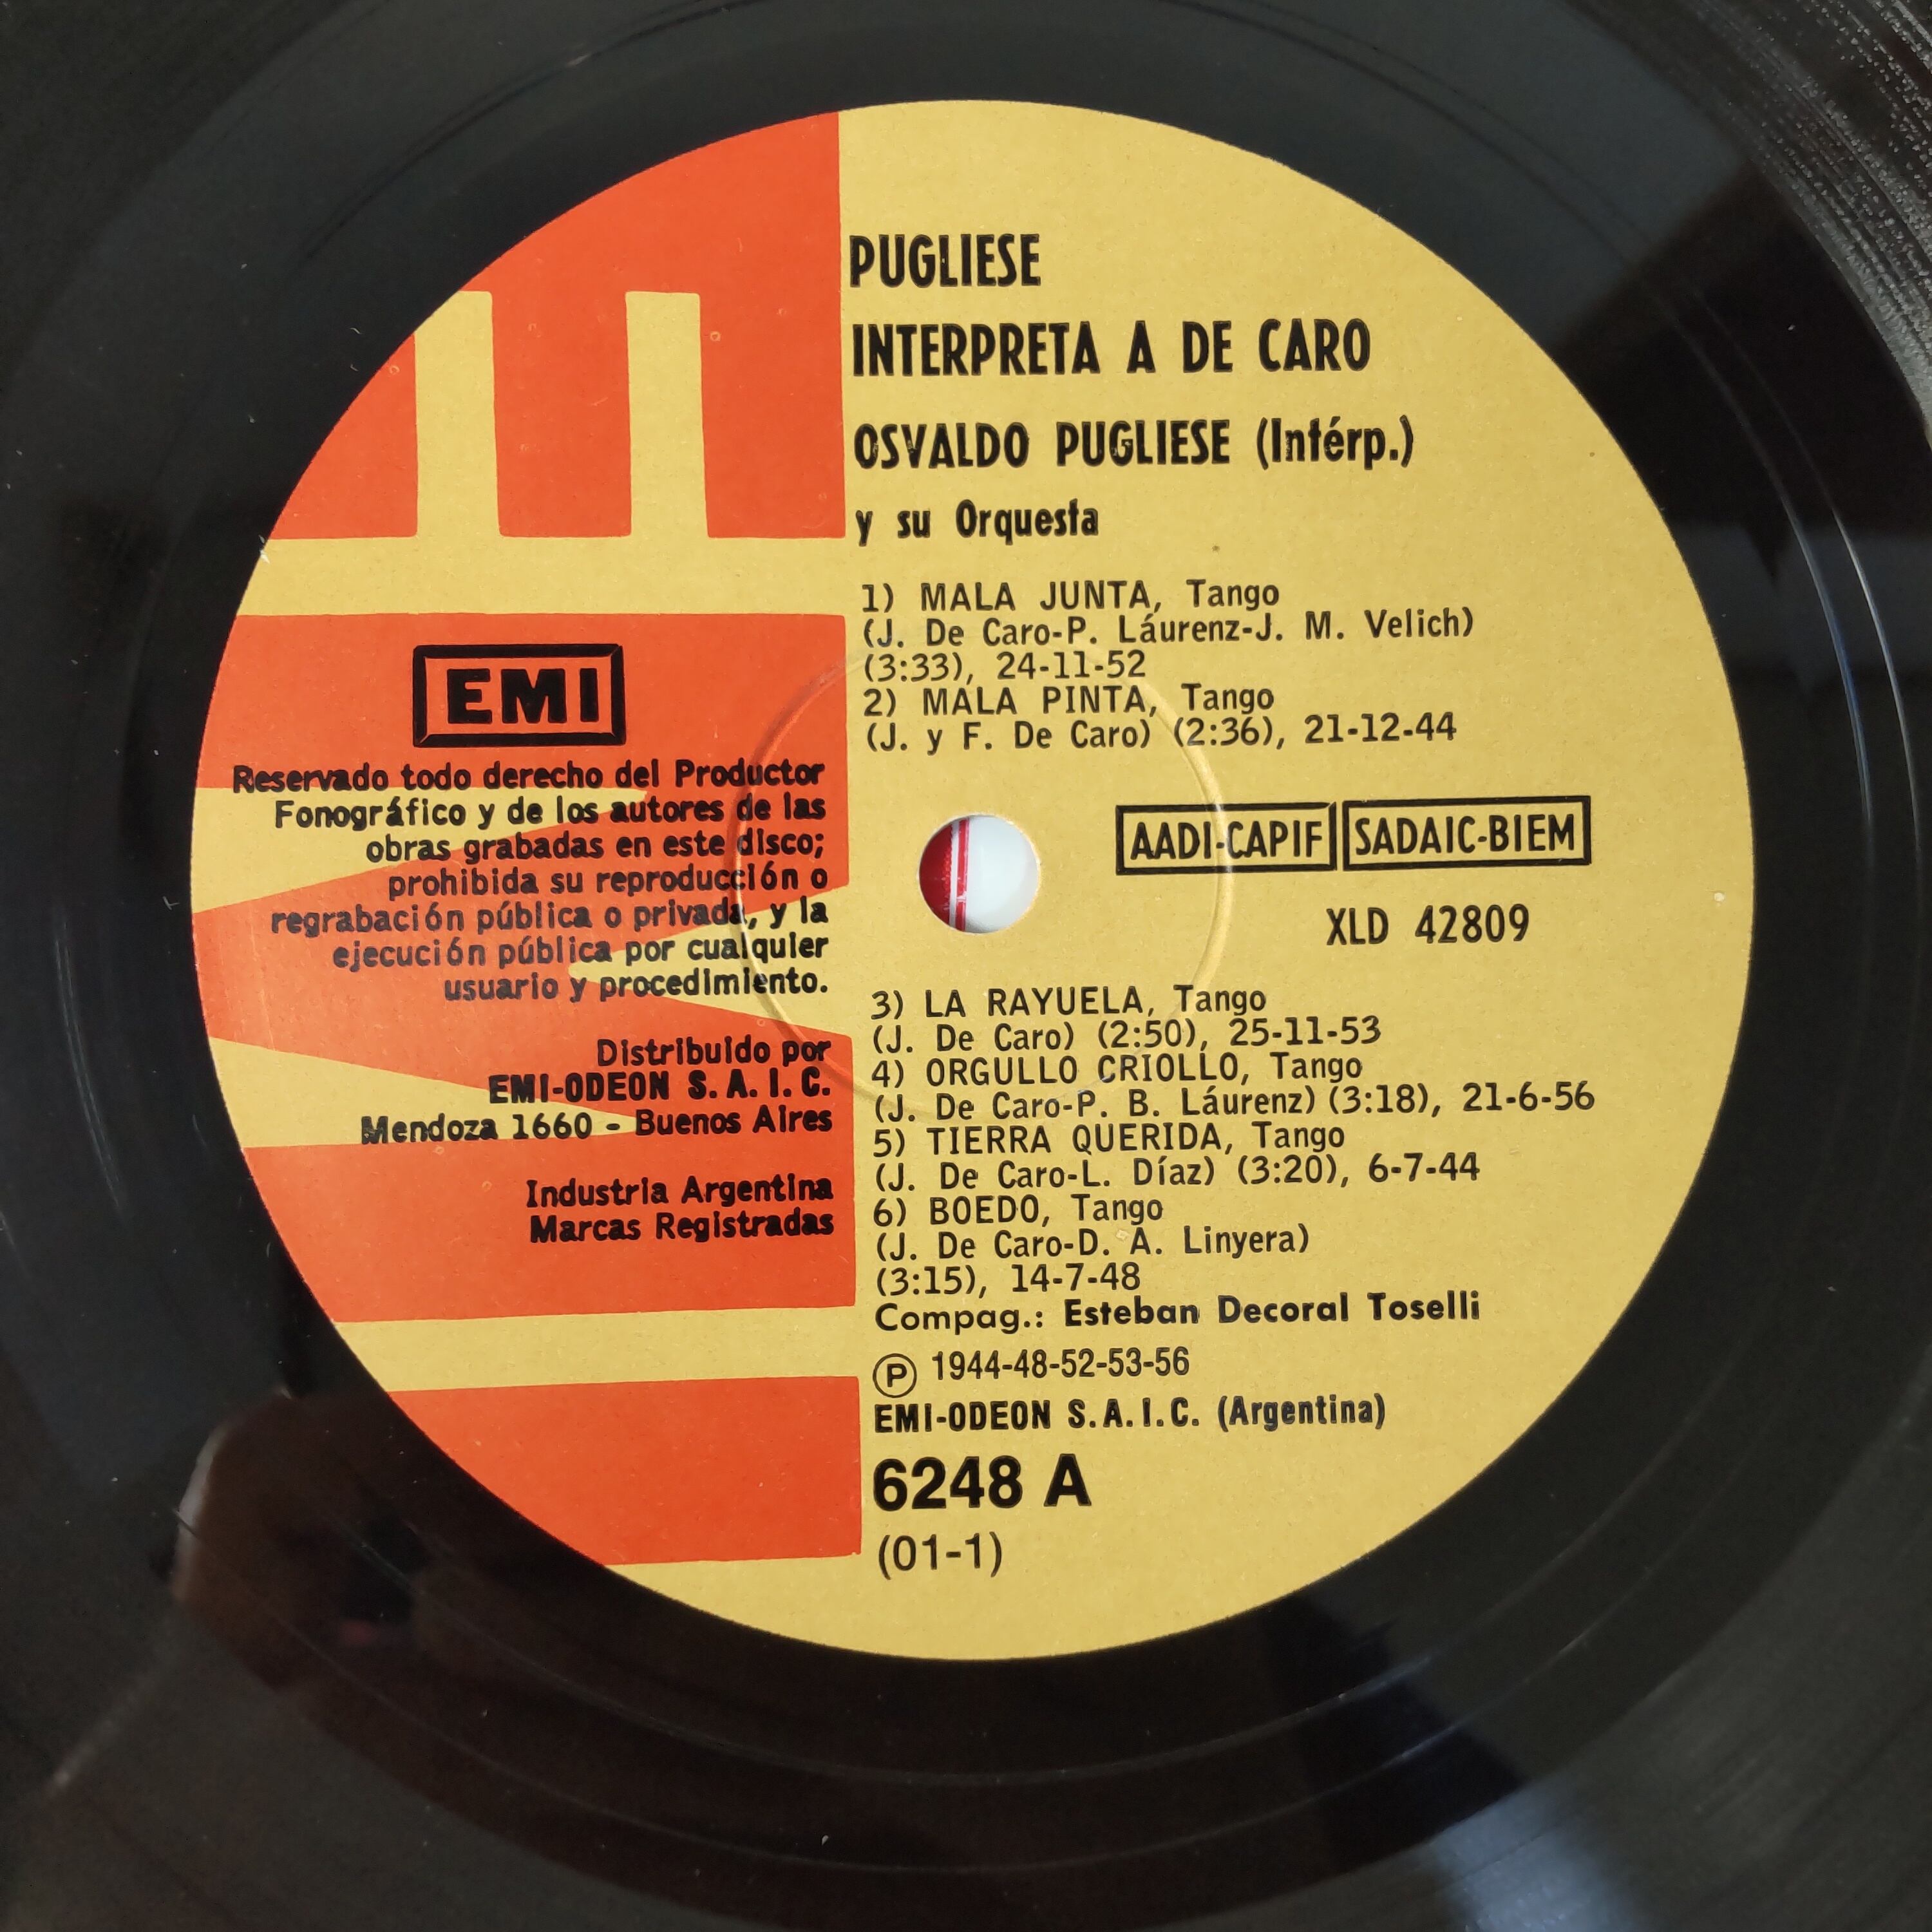 PUGLIESE
INTERPRETA A DE CARO
OSVALDO PUGLIESE (Intérp.)
y su Orquesta
1) MALA JUNTA, Tango
(J. De Caro-P. Láurenz-J. M. Velich)
(3:33), 24-11-52
2) MALA PINTA, Tango
(J. y F. De Caro) (2:36), 21-12-44
EMI
Reservado todo derecho del Productor
Fonográfico y de los autores de las
obras grabadas en este disco;
prohibida su reproducción o
regrabación pública o privada, y la
ejecución pública por cualquier
usuario y procedimiento.
Distribuido por
EMI-ODEON S.A.I.C.
Mendoza 1660 - Buenos Aires
Industria Argentina
Marcas Registradas
AADI-CAPIF SADAIC-BIEM
XLD 42809
3) LA RAYUELA, Tango
(J. De Caro) (2:50), 25-11-53
4) ORGULLO CRIOLLO, Tango
(J. De Caro-P. B. Láurenz) (3:18), 21-6-56
5) TIERRA QUERIDA, Tango
(J. De Caro-L. Díaz) (3:20), 6-7-44
6) BOEDO, Tango
(J. De Caro-D. A. Linyera)
(3:15), 14-7-48
Compag.: Esteban Decoral Toselli
Ⓟ 1944-48-52-53-56
EMI-ODEON S.A.I.C. (Argentina)
6248 A
(01-1)